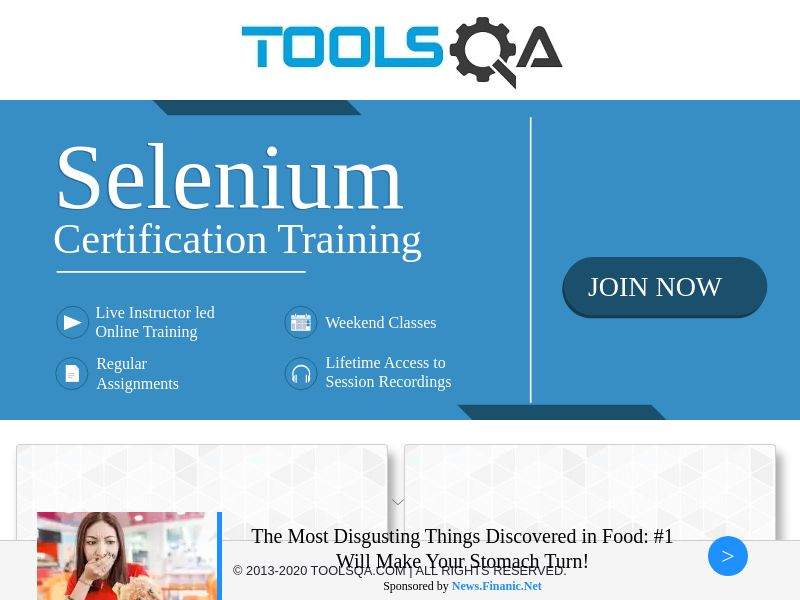 TOOLSQA
Selenium
Certification Training
JOIN NOW
Live Instructor led
Online Training
Weekend Classes
Regular
Assignments
Lifetime Access to
Session Recordings
The Most Disgusting Things Discovered in Food: #1
Will Make Your Stomach Turn!
© 2013-2020 TOOLSQA.COM | ALL RIGHTS RESERVED.
Sponsored by News.Finanic.Net
>